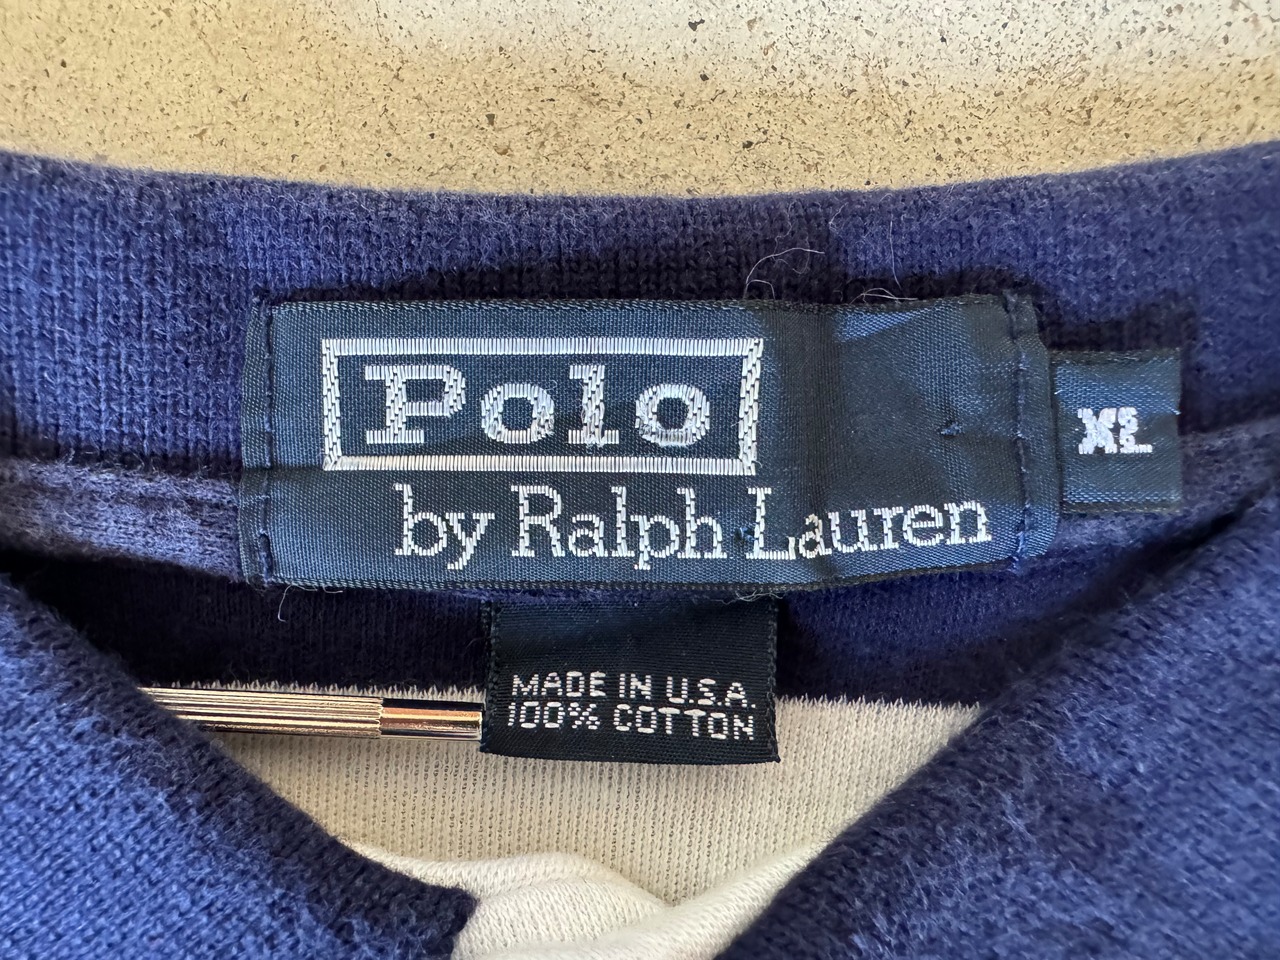 Polo
by Ralph Lauren
XL
MADE IN U.S.A.
100% COTTON